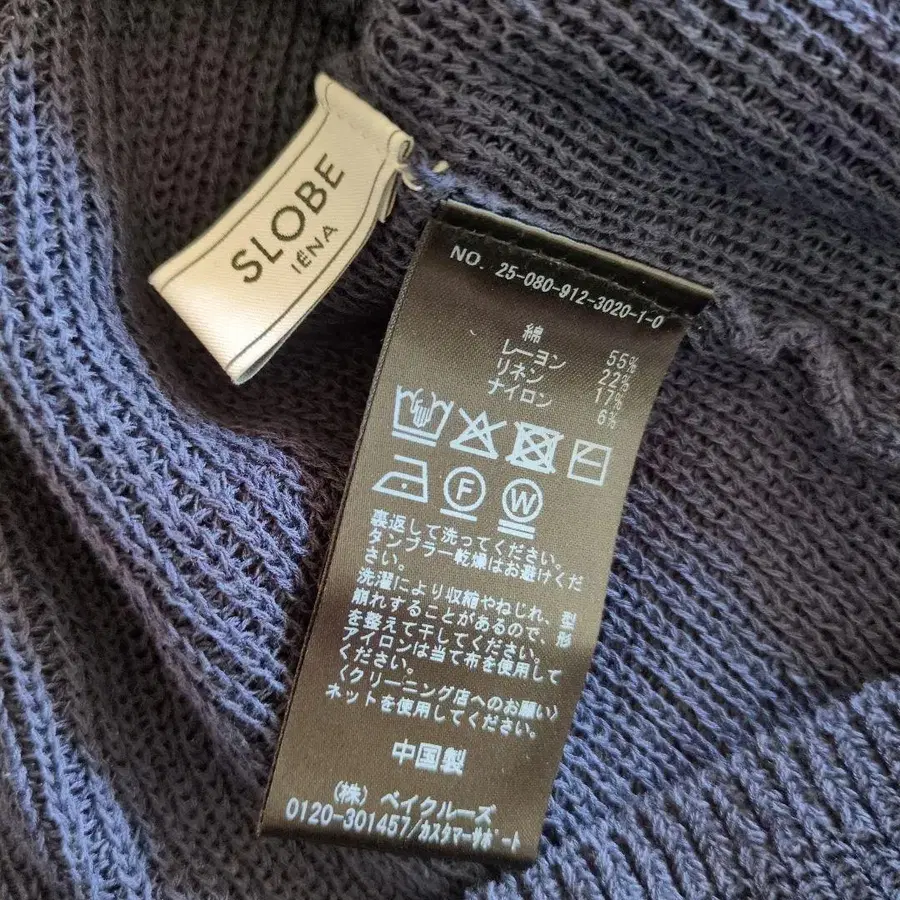 SLOBE
IÉNA
NO. 25-080-912-3020-1-0
綿 55%
レーヨン 22%
リネン 17%
ナイロン 6%
F
W
裏返して洗ってください。
タンブラー乾燥はお避けくだ
さい。
洗濯により収縮やねじれ、型
崩れすることがあるので、形
を整えて干してください。
アイロンは当て布を使用して
ください。
〈クリーニング店へのお願い〉
ネットを使用してください。
中国製
(株) ベイクルーズ
0120-301457/カスタマーサポート